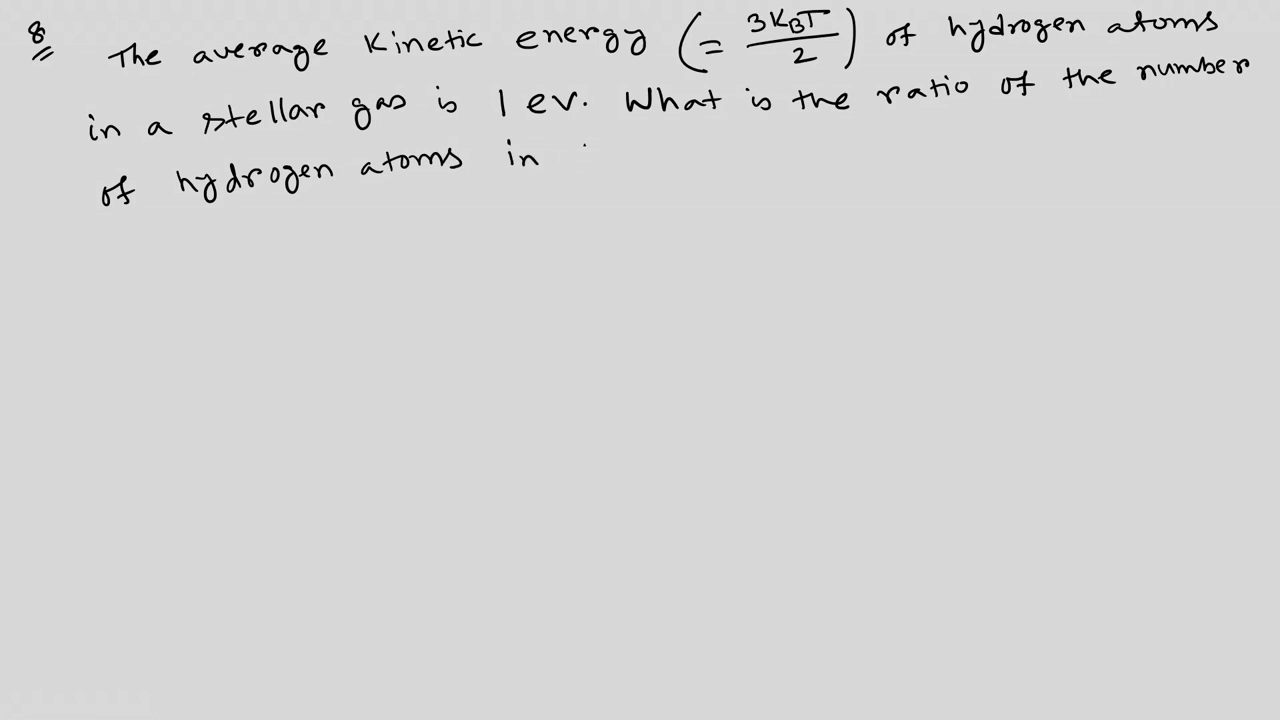 8 The average Kinetic energy (= 3KBT/2) of hydrogen atoms
in a stellar gas is 1 ev. What is the ratio of the number
of hydrogen atoms in